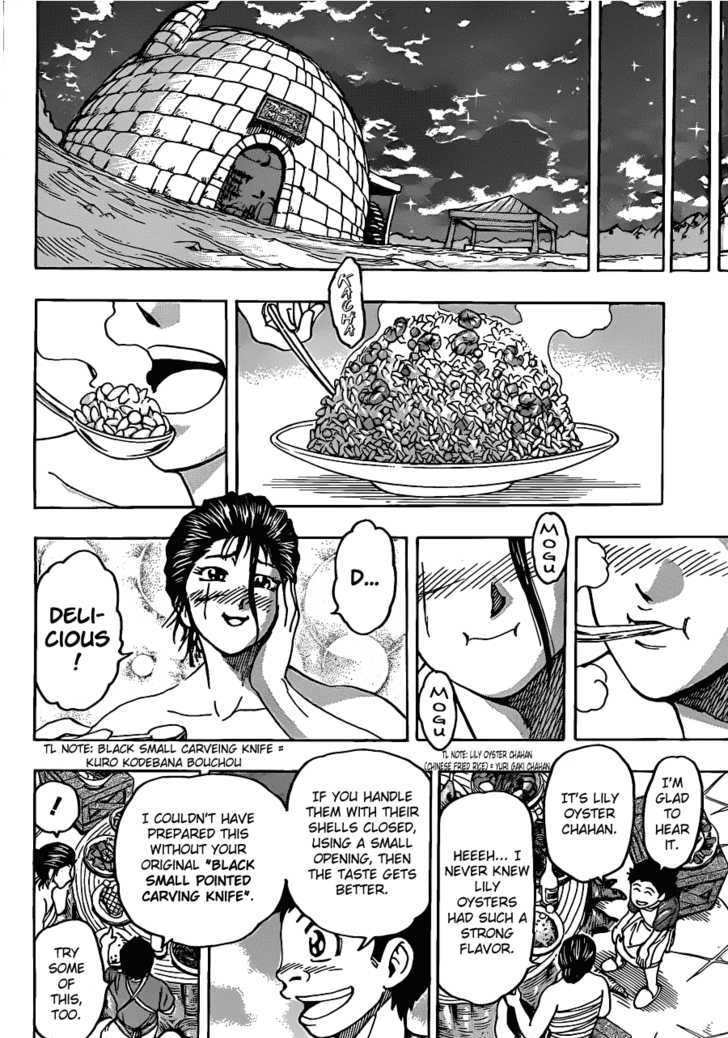 KACHA
MOGU
MOGU
D...
DELI-
CIOUS
!
TL NOTE: BLACK SMALL CARVEING KNIFE =
KURO KODEBANA BOUCHOU
TL NOTE: LILY OYSTER CHAHAN
(CHINESE FRIED RICE) = YURI GAKI CHAHAN
I'M
GLAD
TO
HEAR
IT.
IT'S LILY
OYSTER
CHAHAN.
HEEEH... I
NEVER KNEW
LILY
OYSTERS
HAD SUCH A
STRONG
FLAVOR.
IF YOU HANDLE
THEM WITH THEIR
SHELLS CLOSED,
USING A SMALL
OPENING, THEN
THE TASTE GETS
BETTER.
I COULDN'T HAVE
PREPARED THIS
WITHOUT YOUR
ORIGINAL "BLACK
SMALL POINTED
CARVING KNIFE".
!
TRY
SOME
OF
THIS,
TOO.